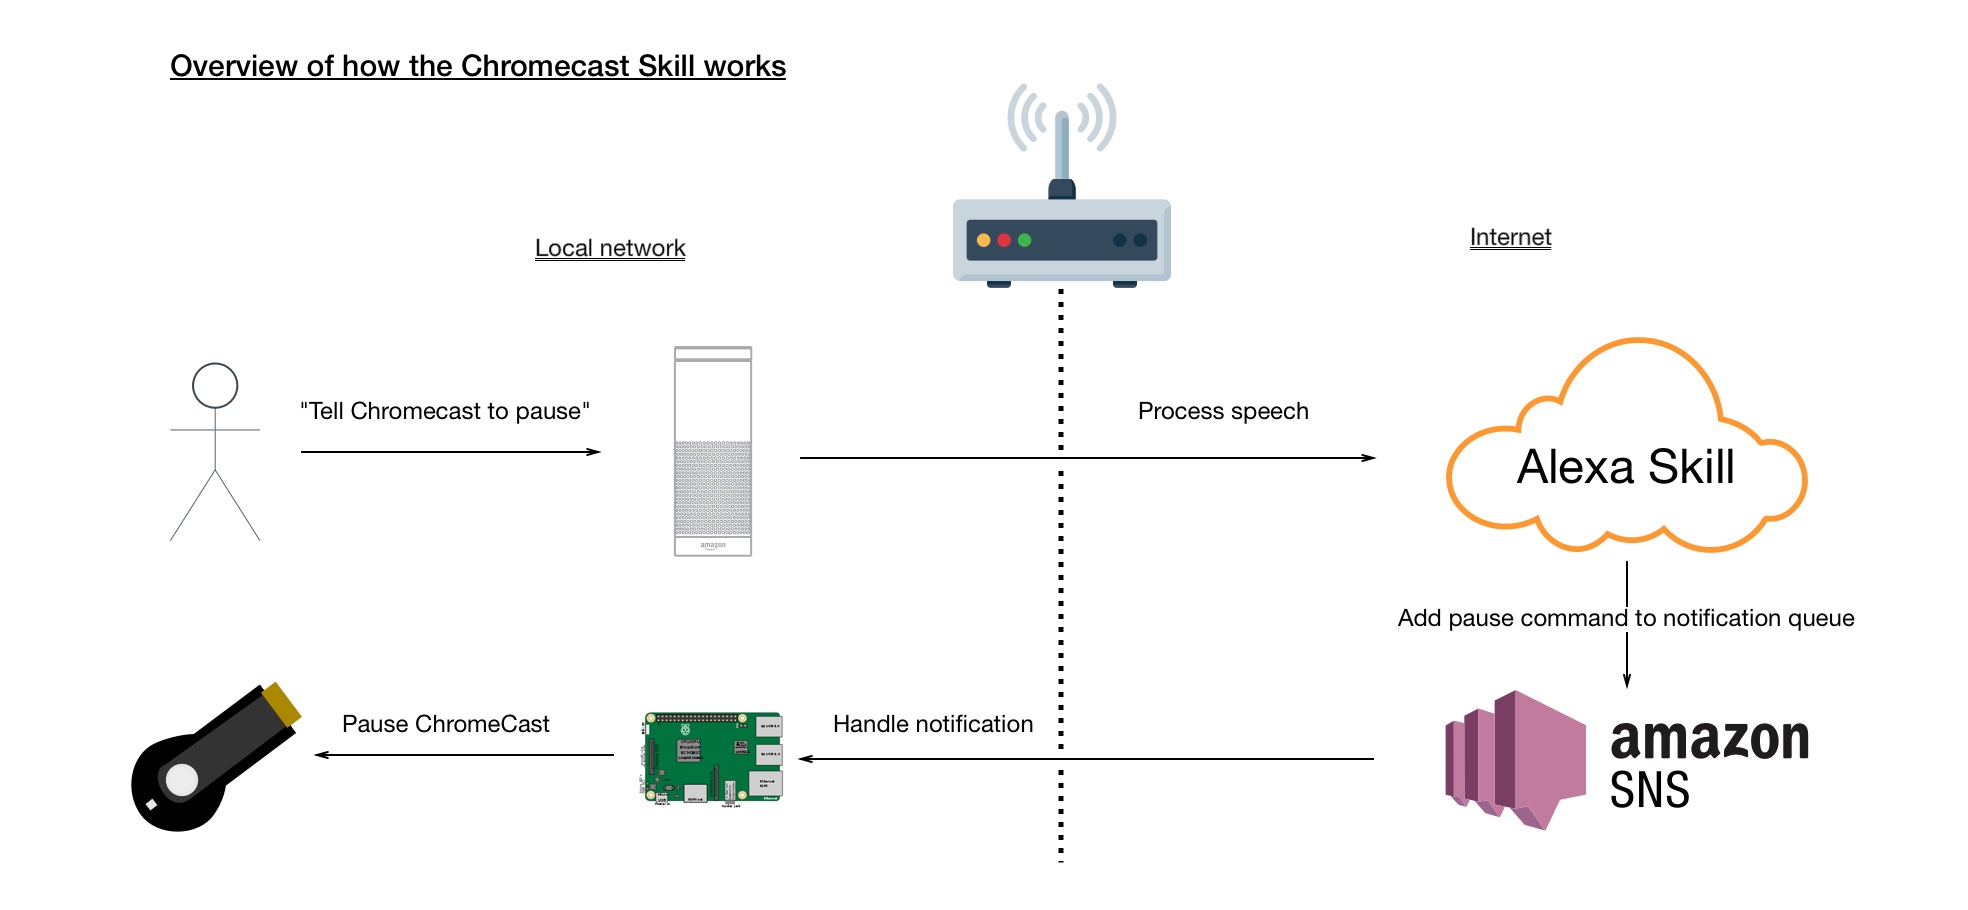 Overview of how the Chromecast Skill works
Local network
Internet
"Tell Chromecast to pause"
Process speech
Alexa Skill
amazon
Add pause command to notification queue
Pause ChromeCast
Handle notification
amazon
SNS
Ethernet